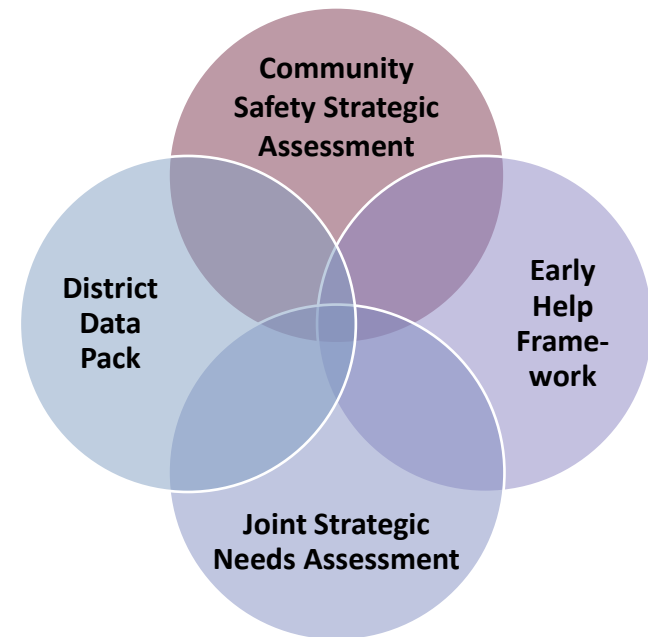 Community
Safety Strategic
Assessment
District
Data
Pack
Early
Help
Frame-
work
Joint Strategic
Needs Assessment